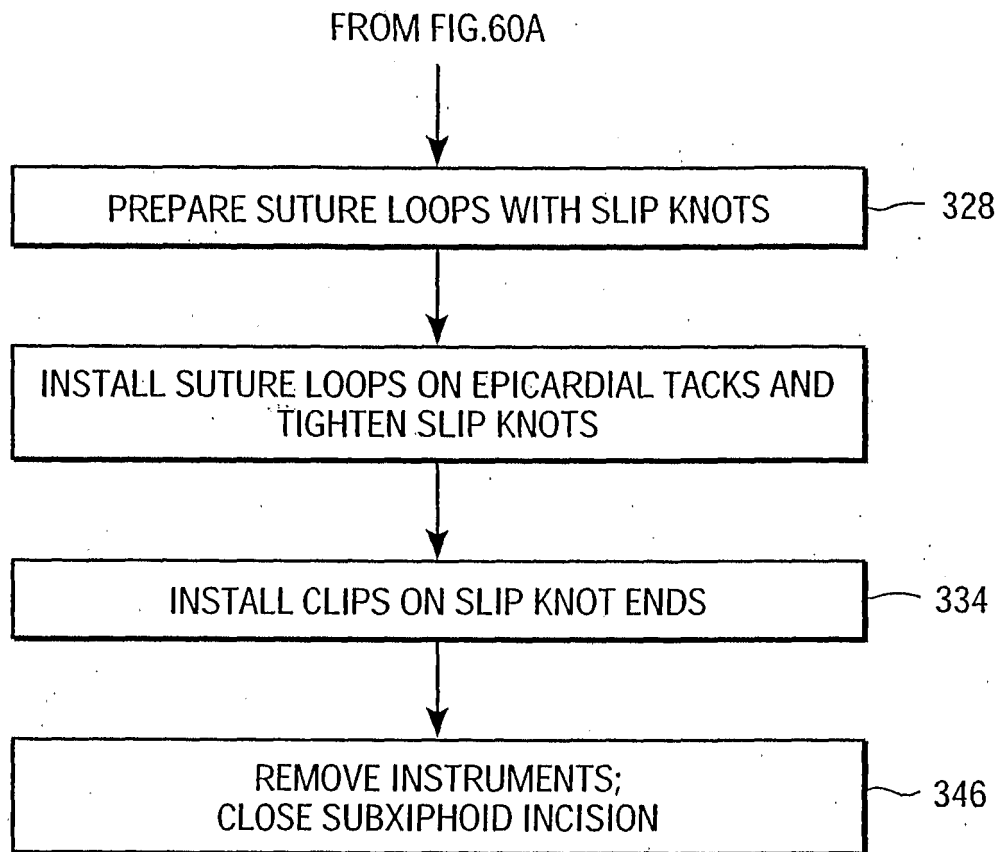 FROM FIG.60A
PREPARE SUTURE LOOPS WITH SLIP KNOTS
328
INSTALL SUTURE LOOPS ON EPICARDIAL TACKS AND
TIGHTEN SLIP KNOTS
INSTALL CLIPS ON SLIP KNOT ENDS
334
REMOVE INSTRUMENTS;
CLOSE SUBXIPHOID INCISION
346